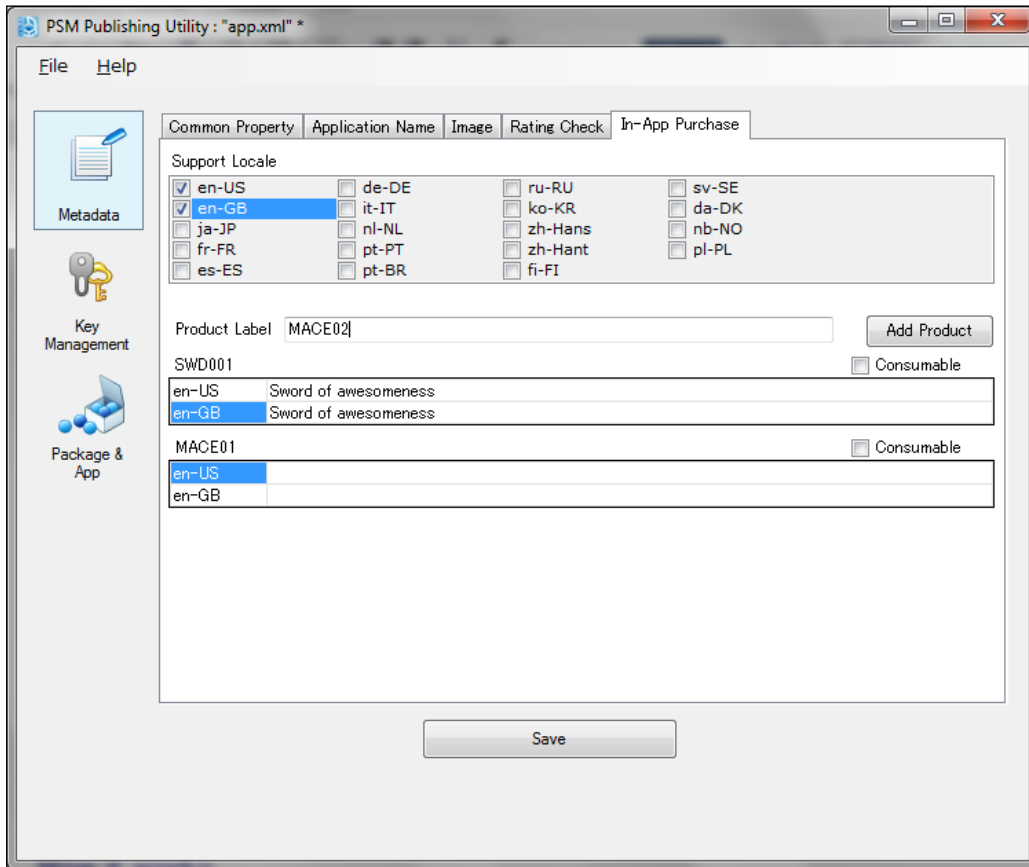 PSM Publishing Utility : "app.xml" *
File Help
Metadata
Key
Management
Package &
App
Common Property Application Name Image Rating Check In-App Purchase
Support Locale
en-US de-DE ru-RU sv-SE
en-GB it-IT ko-KR da-DK
ja-JP nl-NL zh-Hans nb-NO
fr-FR pt-PT zh-Hant pl-PL
es-ES pt-BR fi-FI
Product Label MACE02 Add Product
SWD001 Consumable
en-US Sword of awesomeness
en-GB Sword of awesomeness
MACE01 Consumable
en-US
en-GB
Save